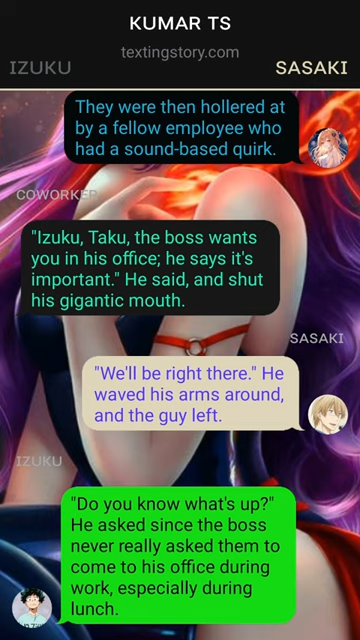 KUMAR TS
textingstory.com
IZUKU
SASAKI
They were then hollered at
by a fellow employee who
had a sound-based quirk.
COWORKER
"Izuku, Taku, the boss wants
you in his office; he says it's
important." He said, and shut
his gigantic mouth.
SASAKI
"We'll be right there." He
waved his arms around,
and the guy left.
IZUKU
"Do you know what's up?"
He asked since the boss
never really asked them to
come to his office during
work, especially during
lunch.